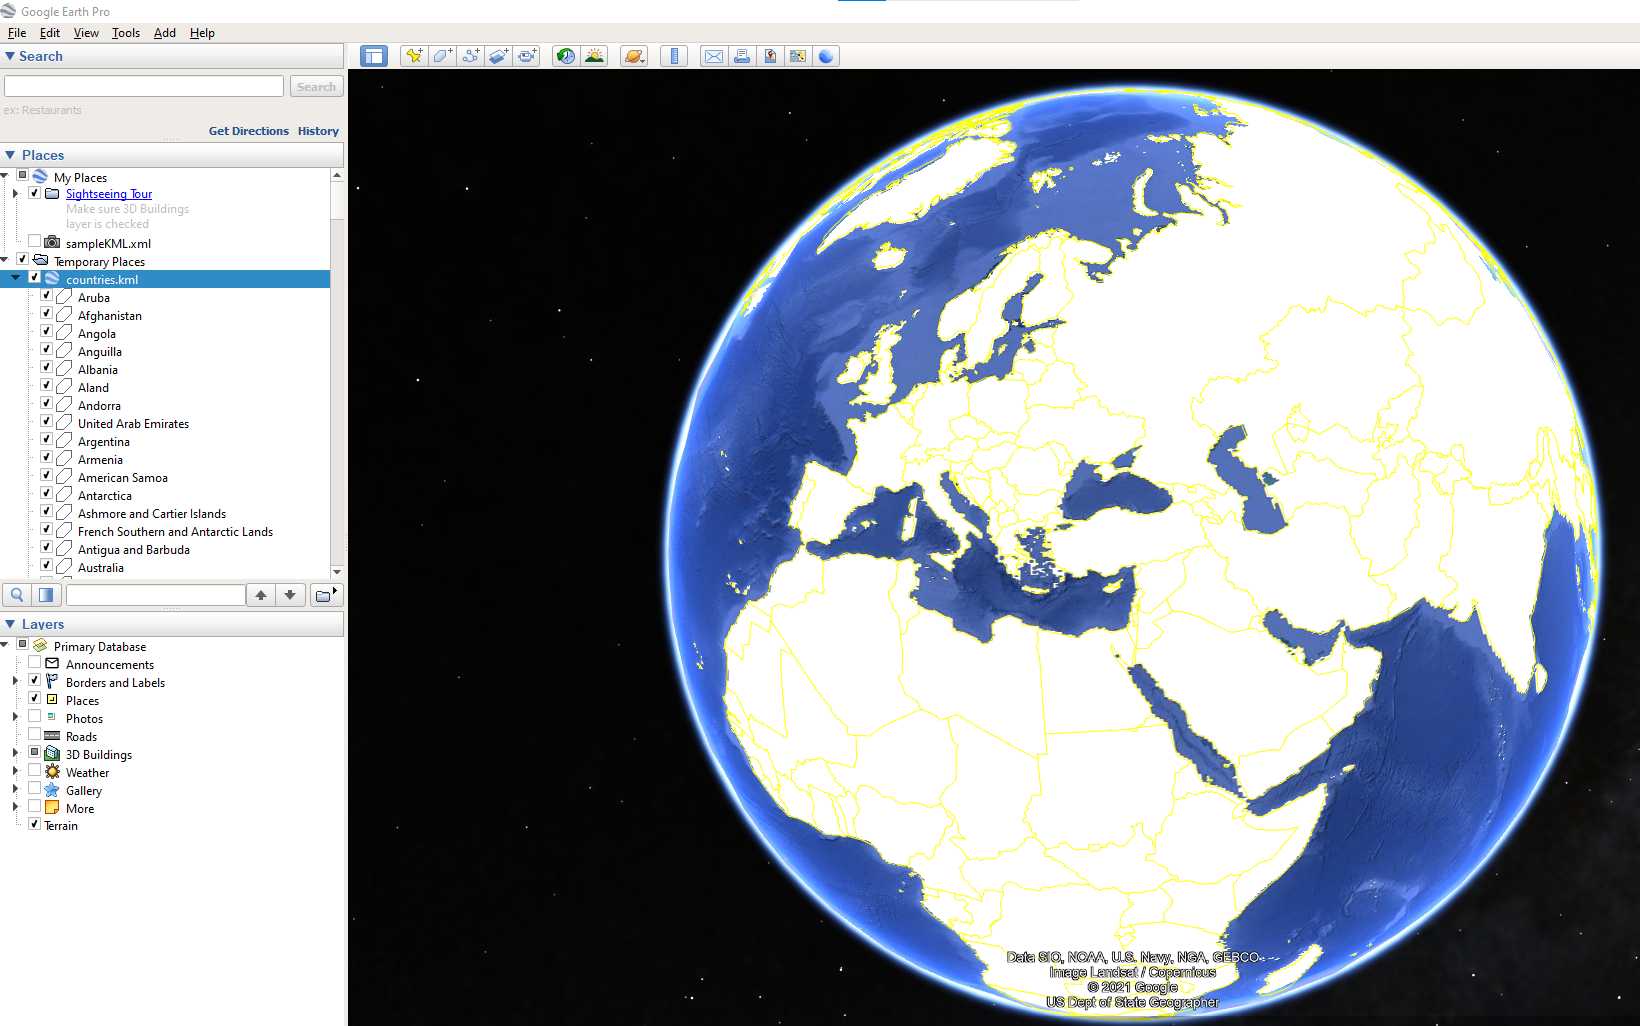 Google Earth Pro
File Edit View Tools Add Help
Search
Search
ex: Restaurants
Get Directions History
Places
My Places
Sightseeing Tour
Make sure 3D Buildings
layer is checked
sampleKML.xml
Temporary Places
countries.kml
Aruba
Afghanistan
Angola
Anguilla
Albania
Aland
Andorra
United Arab Emirates
Argentina
Armenia
American Samoa
Antarctica
Ashmore and Cartier Islands
French Southern and Antarctic Lands
Antigua and Barbuda
Australia
Layers
Primary Database
Announcements
Borders and Labels
Places
Photos
Roads
3D Buildings
Weather
Gallery
More
Terrain
Data SIO, NOAA, U.S. Navy, NGA, GEBCO
Image Landsat / Copernicus
© 2021 Google
US Dept of State Geographer